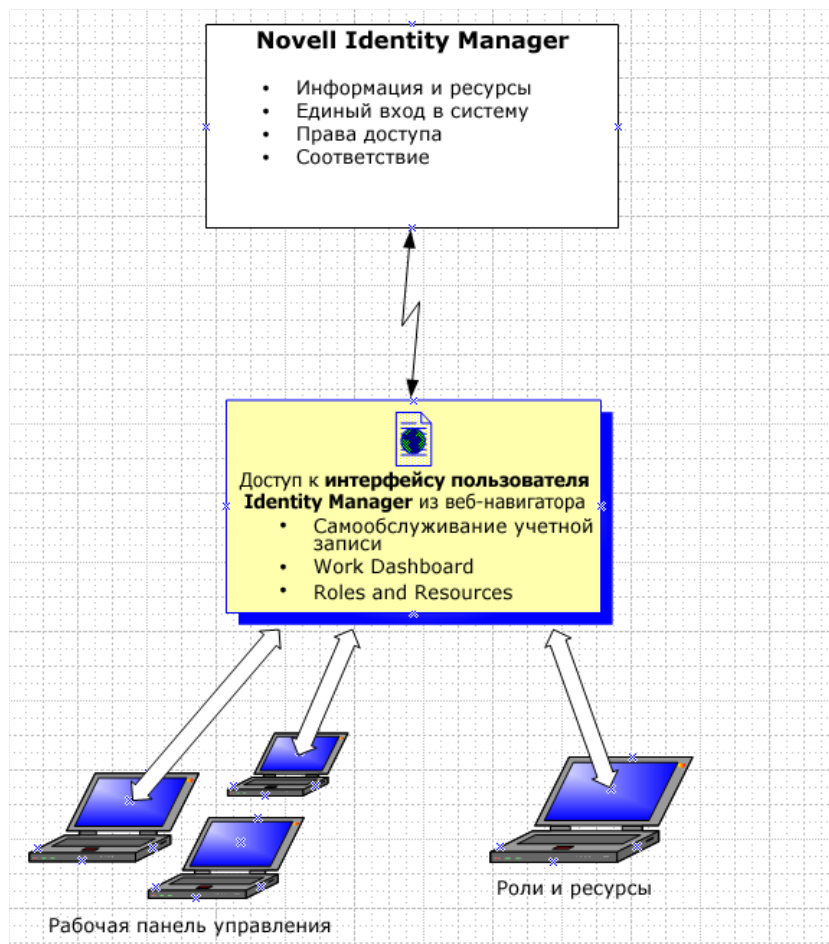 Novell Identity Manager
• Информация и ресурсы
• Единый вход в систему
• Права доступа
• Соответствие
Доступ к интерфейсу пользователя
Identity Manager из веб-навигатора
• Самообслуживание учетной
записи
• Work Dashboard
• Roles and Resources
Роли и ресурсы
Рабочая панель управления